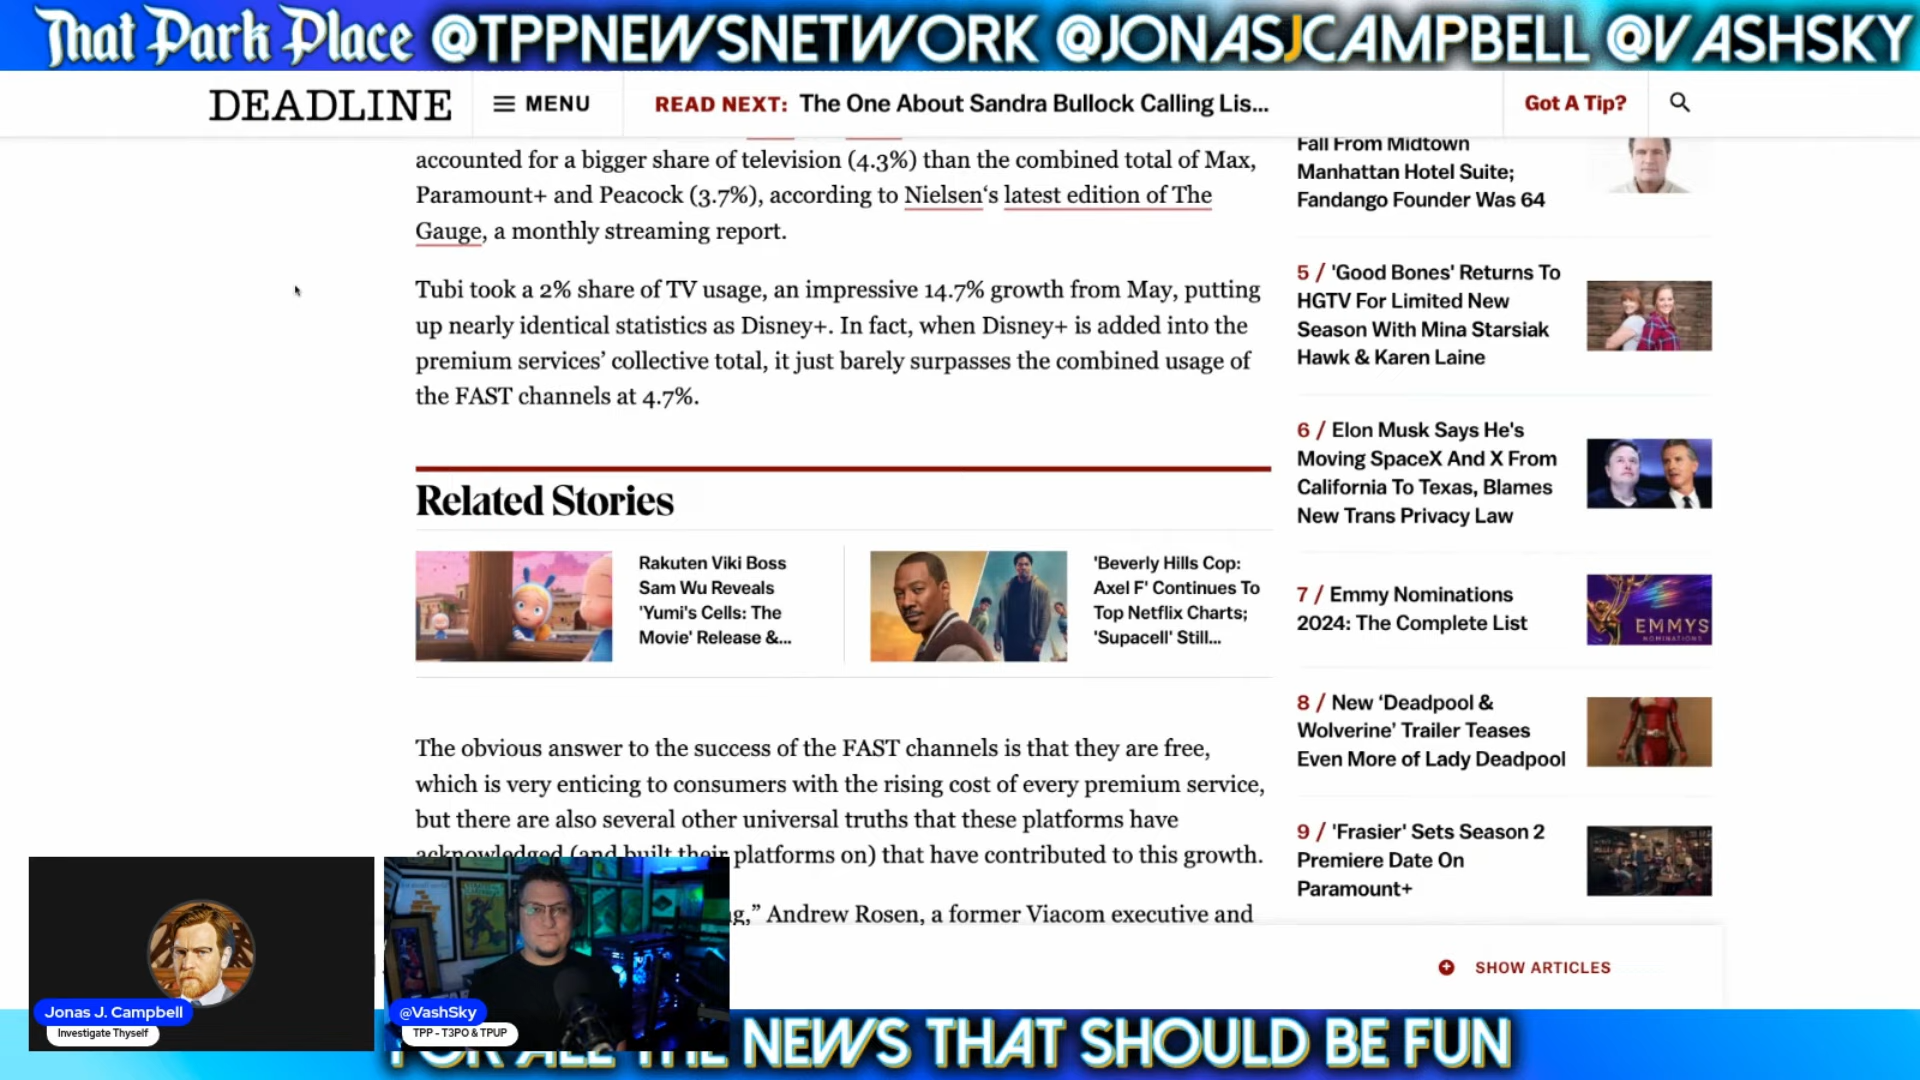 That Park Place @TPPNEWSNETWORK @JONASJCAMPBELL @VASHSKY
DEADLINE
MENU
READ NEXT: The One About Sandra Bullock Calling Lis...
Got A Tip?
accounted for a bigger share of television (4.3%) than the combined total of Max,
Paramount+ and Peacock (3.7%), according to Nielsen‘s latest edition of The
Gauge, a monthly streaming report.
Tubi took a 2% share of TV usage, an impressive 14.7% growth from May, putting
up nearly identical statistics as Disney+. In fact, when Disney+ is added into the
premium services’ collective total, it just barely surpasses the combined usage of
the FAST channels at 4.7%.
Related Stories
Rakuten Viki Boss
Sam Wu Reveals
'Yumi's Cells: The
Movie' Release &...
'Beverly Hills Cop:
Axel F' Continues To
Top Netflix Charts;
'Supacell' Still...
The obvious answer to the success of the FAST channels is that they are free,
which is very enticing to consumers with the rising cost of every premium service,
but there are also several other universal truths that these platforms have
acknowledged (and built their platforms on) that have contributed to this growth.
Andrew Rosen, a former Viacom executive and
Fall From Midtown
Manhattan Hotel Suite;
Fandango Founder Was 64
5 / 'Good Bones' Returns To
HGTV For Limited New
Season With Mina Starsiak
Hawk & Karen Laine
6 / Elon Musk Says He's
Moving SpaceX And X From
California To Texas, Blames
New Trans Privacy Law
7 / Emmy Nominations
2024: The Complete List
EMMYS
NOMINATIONS
8 / New ‘Deadpool &
Wolverine’ Trailer Teases
Even More of Lady Deadpool
9 / 'Frasier' Sets Season 2
Premiere Date On
Paramount+
SHOW ARTICLES
Jonas J. Campbell
Investigate Thyself
@VashSky
TPP - T3PO & TPUP
FOR ALL THE NEWS THAT SHOULD BE FUN